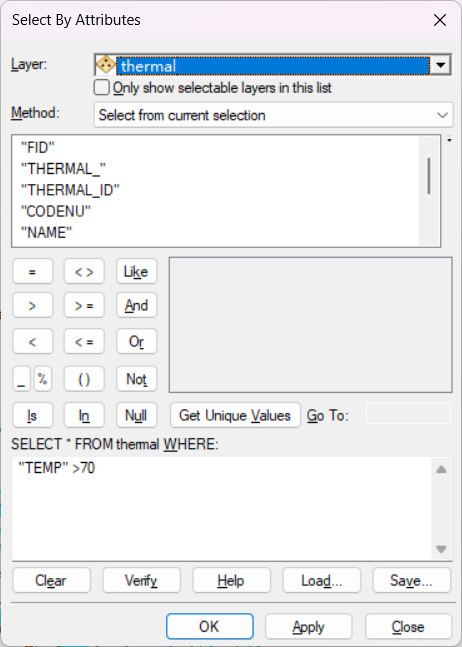 Select By Attributes
Layer: thermal
Only show selectable layers in this list
Method: Select from current selection
"FID"
"THERMAL_"
"THERMAL_ID"
"CODENU"
"NAME"
= < > Like
> > = And
< < = Or
_ % ( ) Not
Is In Null Get Unique Values Go To:
SELECT * FROM thermal WHERE:
"TEMP" >70
Clear Verify Help Load... Save...
OK Apply Close